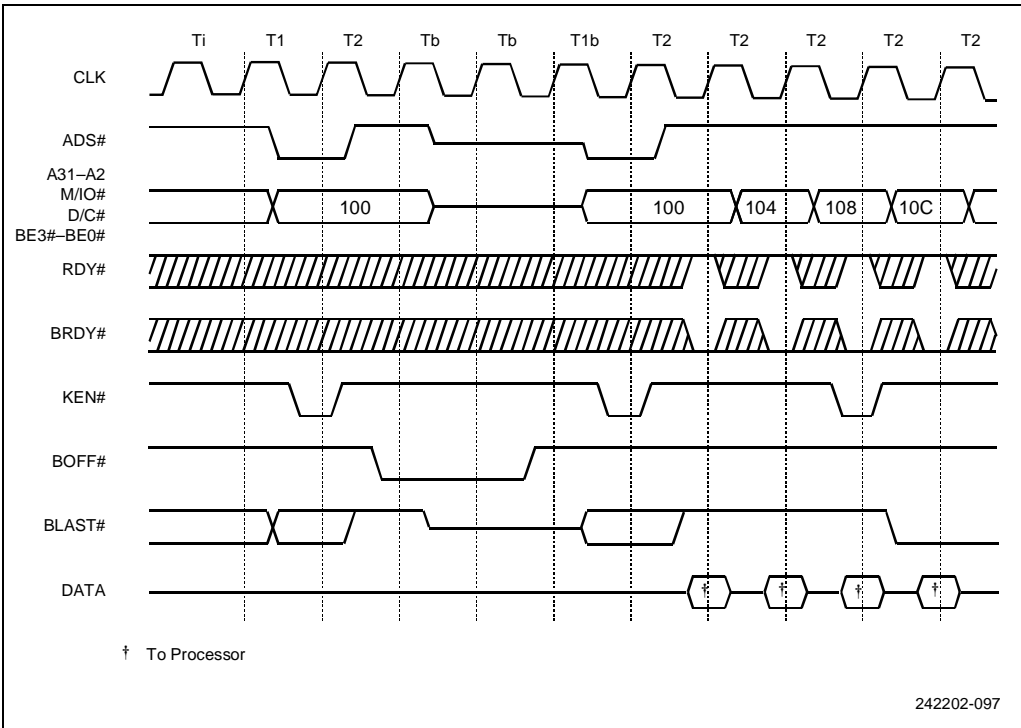 Ti T1 T2 Tb Tb T1b T2 T2 T2 T2 T2
CLK
ADS#
A31–A2
M/IO#
D/C#
BE3#–BE0#
100 100 104 108 10C
RDY#
BRDY#
KEN#
BOFF#
BLAST#
DATA
† † † †
† To Processor
242202-097